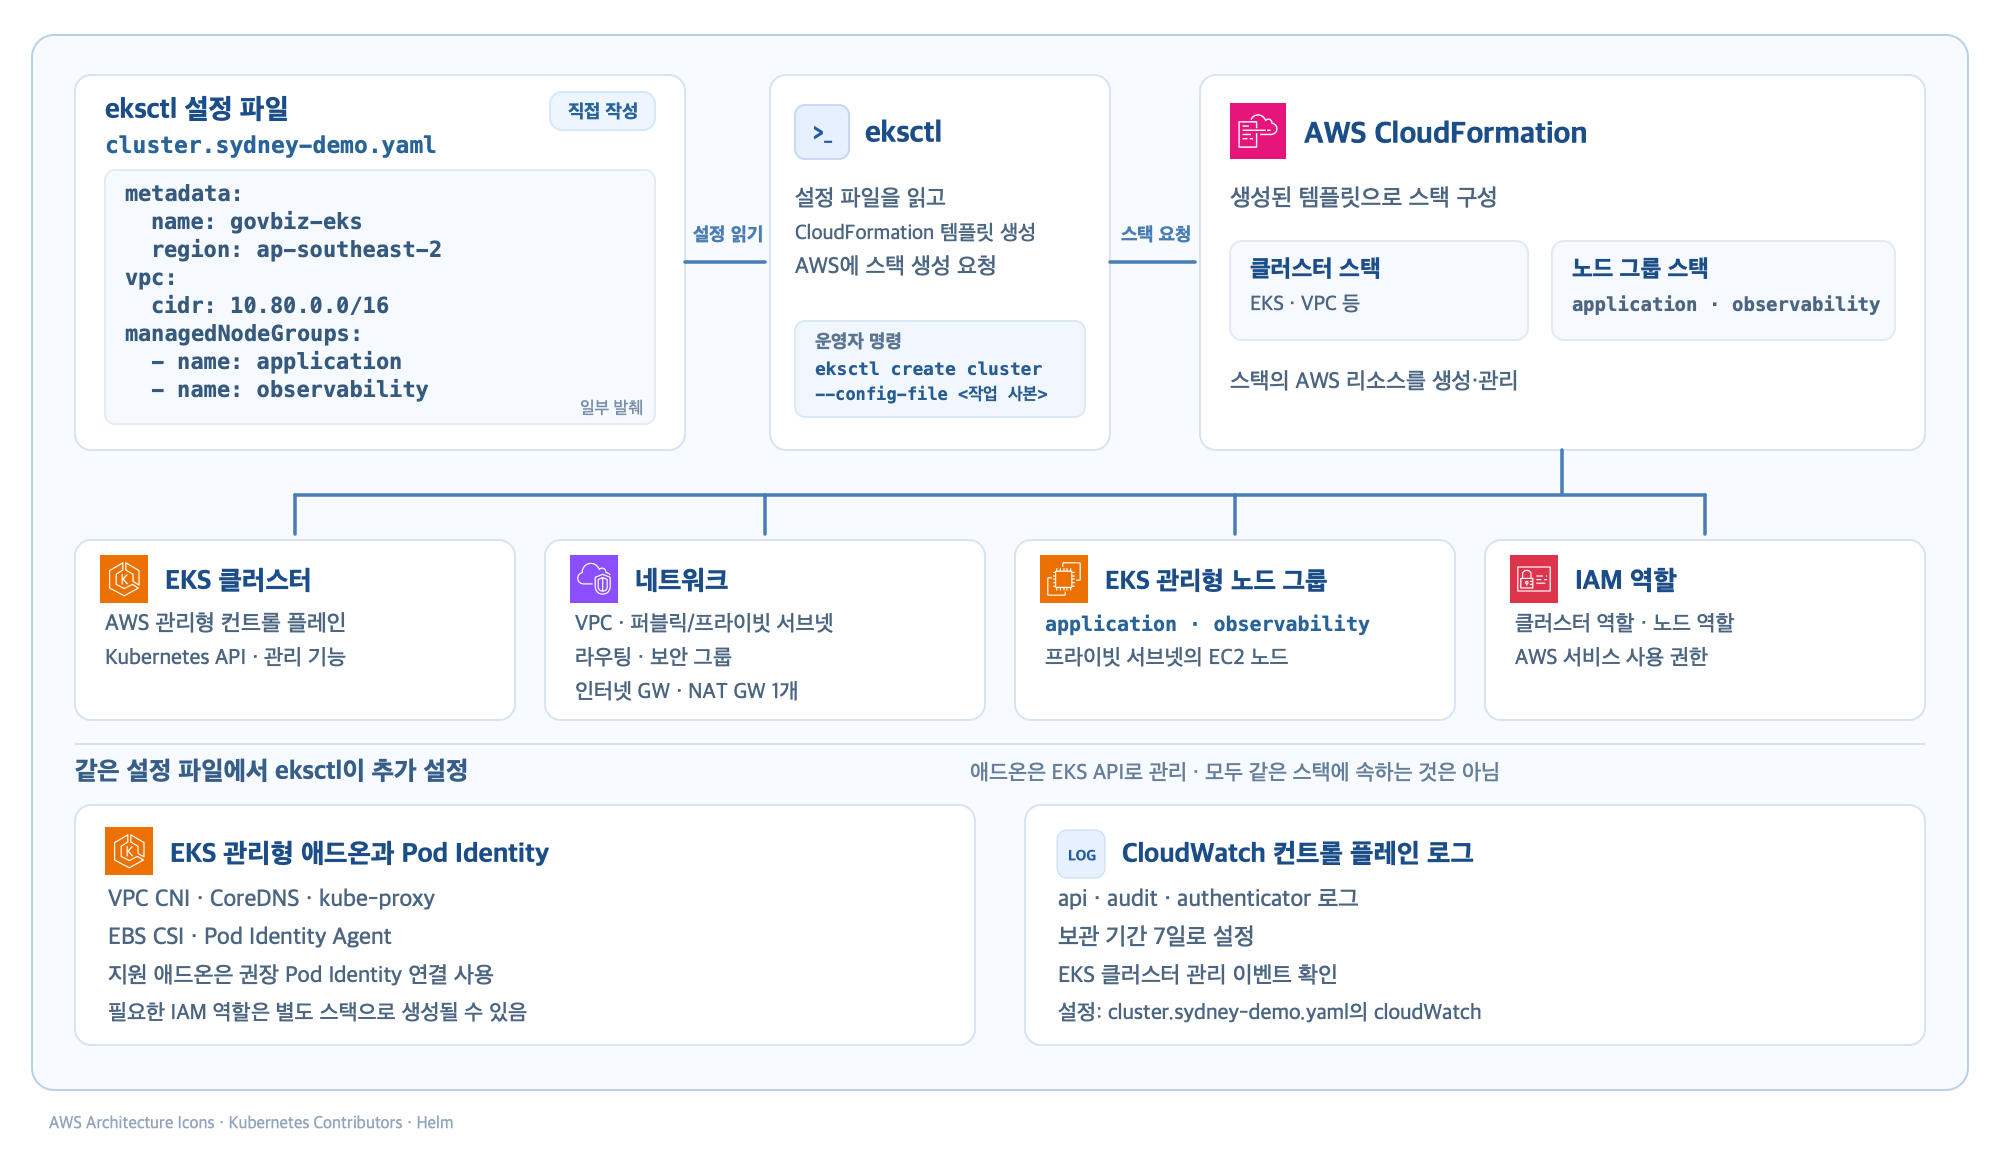 eksctl 설정 파일
직접 작성
cluster.sydney-demo.yaml
metadata:
  name: govbiz-eks
  region: ap-southeast-2
vpc:
  cidr: 10.80.0.0/16
managedNodeGroups:
  - name: application
  - name: observability
일부 발췌
설정 읽기
>_
eksctl
설정 파일을 읽고
CloudFormation 템플릿 생성
AWS에 스택 생성 요청
운영자 명령
eksctl create cluster
--config-file <작업 사본>
스택 요청
AWS CloudFormation
생성된 템플릿으로 스택 구성
클러스터 스택
EKS · VPC 등
노드 그룹 스택
application · observability
스택의 AWS 리소스를 생성·관리
EKS 클러스터
AWS 관리형 컨트롤 플레인
Kubernetes API · 관리 기능
네트워크
VPC · 퍼블릭/프라이빗 서브넷
라우팅 · 보안 그룹
인터넷 GW · NAT GW 1개
EKS 관리형 노드 그룹
application · observability
프라이빗 서브넷의 EC2 노드
IAM 역할
클러스터 역할 · 노드 역할
AWS 서비스 사용 권한
같은 설정 파일에서 eksctl이 추가 설정
애드온은 EKS API로 관리 · 모두 같은 스택에 속하는 것은 아님
EKS 관리형 애드온과 Pod Identity
VPC CNI · CoreDNS · kube-proxy
EBS CSI · Pod Identity Agent
지원 애드온은 권장 Pod Identity 연결 사용
필요한 IAM 역할은 별도 스택으로 생성될 수 있음
LOG
CloudWatch 컨트롤 플레인 로그
api · audit · authenticator 로그
보관 기간 7일로 설정
EKS 클러스터 관리 이벤트 확인
설정: cluster.sydney-demo.yaml의 cloudWatch
AWS Architecture Icons · Kubernetes Contributors · Helm